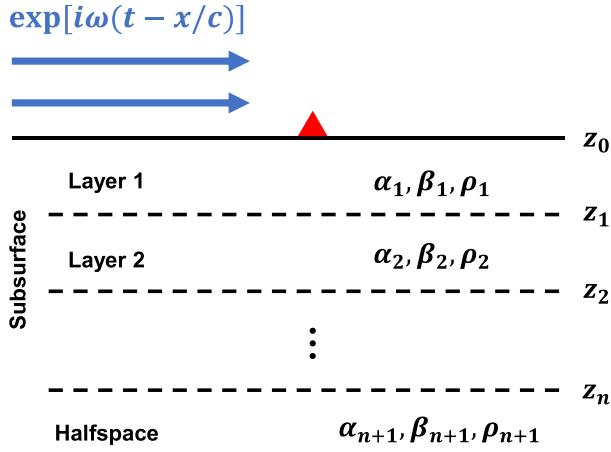 exp[iω(t − x/c)]
z₀
Layer 1 α₁, β₁, ρ₁
z₁
Layer 2 α₂, β₂, ρ₂
z₂
Subsurface
⋮
zₙ
Halfspace αₙ₊₁, βₙ₊₁, ρₙ₊₁